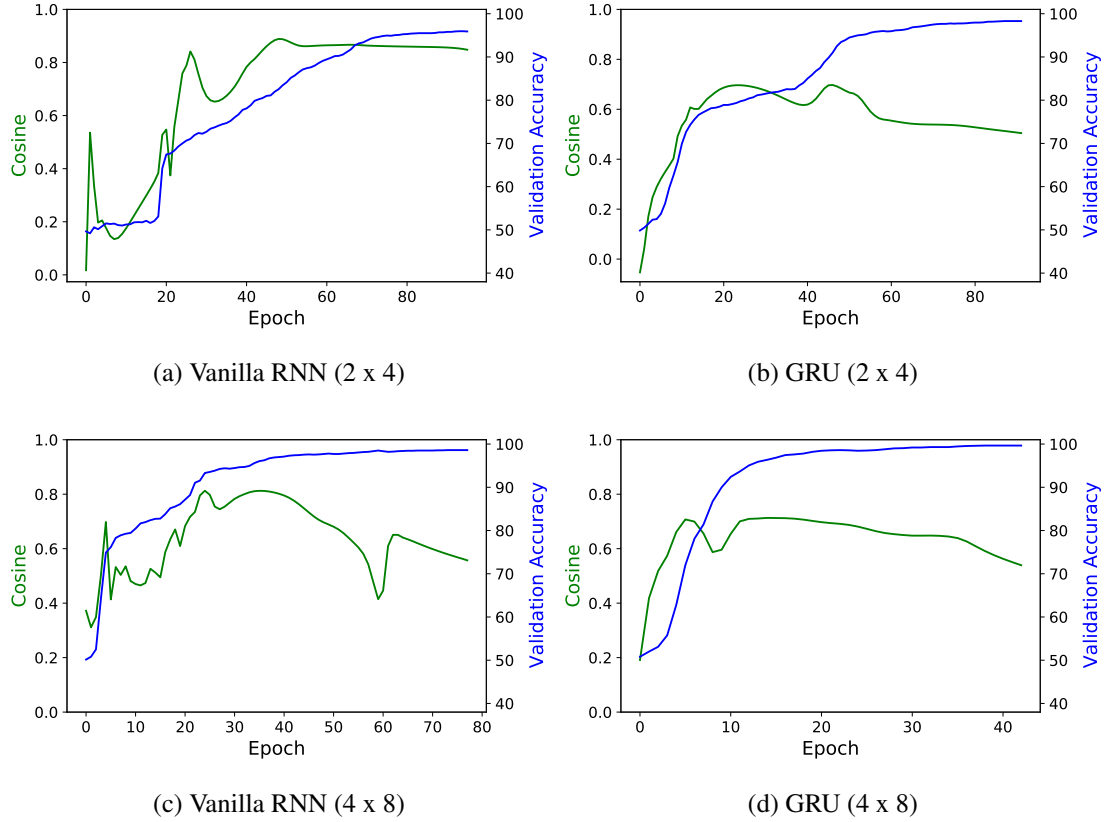 1.0
0.8
0.6
0.4
0.2
0.0
Cosine
100
90
80
70
60
50
40
Validation Accuracy
0 20 40 60 80
Epoch
(a) Vanilla RNN (2 x 4)
1.0
0.8
0.6
0.4
0.2
0.0
Cosine
100
90
80
70
60
50
40
Validation Accuracy
0 20 40 60 80
Epoch
(b) GRU (2 x 4)
1.0
0.8
0.6
0.4
0.2
0.0
Cosine
100
90
80
70
60
50
40
Validation Accuracy
0 10 20 30 40 50 60 70 80
Epoch
(c) Vanilla RNN (4 x 8)
1.0
0.8
0.6
0.4
0.2
0.0
Cosine
100
90
80
70
60
50
40
Validation Accuracy
0 10 20 30 40
Epoch
(d) GRU (4 x 8)